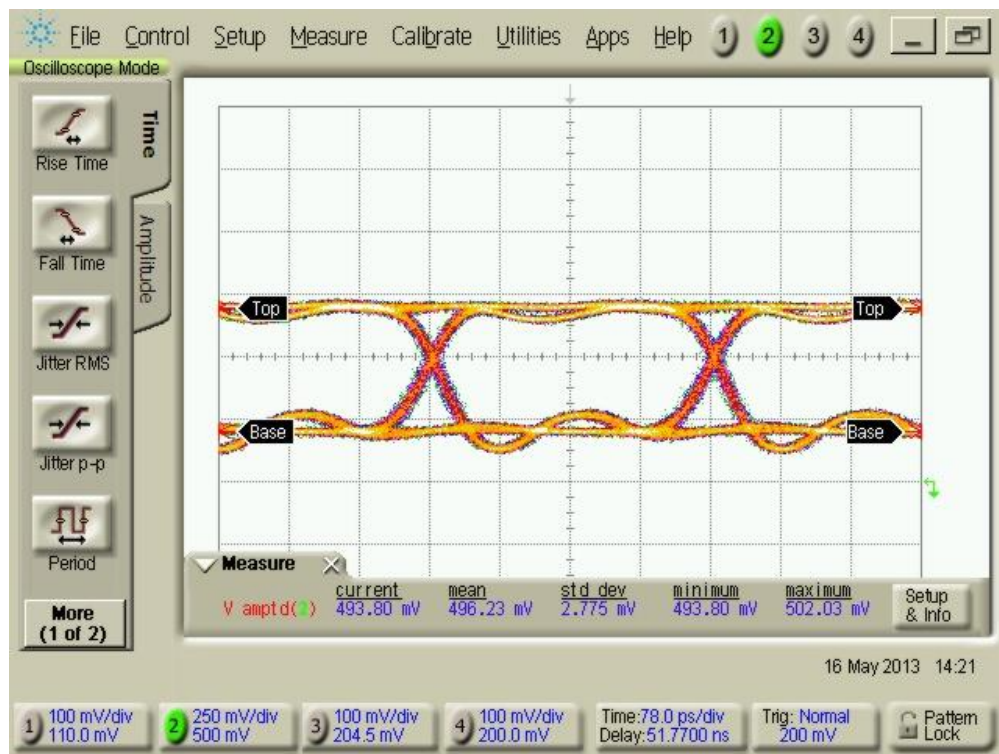 File Control Setup Measure Calibrate Utilities Apps Help 1) 2) 3) 4)
Oscilloscope Mode
Time
Amplitude
Rise Time
Fall Time
Jitter RMS
Jitter p-p
Period
More
(1 of 2)
Top Top
Base Base
Measure
current mean std dev minimum maximum
V amptd(2) 493.80 mV 496.23 mV 2.775 mV 493.80 mV 502.03 mV
Setup
& Info
16 May 2013 14:21
1) 100 mV/div
110.0 mV
2) 250 mV/div
500 mV
3) 100 mV/div
204.5 mV
4) 100 mV/div
200.0 mV
Time:78.0 ps/div
Delay:51.7700 ns
Trig: Normal
200 mV
Pattern
Lock